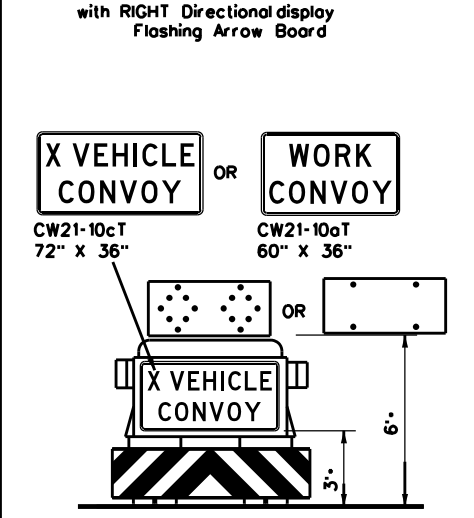 with RIGHT Directional display
Flashing Arrow Board
X VEHICLE
CONVOY
OR
WORK
CONVOY
CW21-10cT
72" X 36"
CW21-10aT
60" X 36"
OR
X VEHICLE
CONVOY
6'
3'